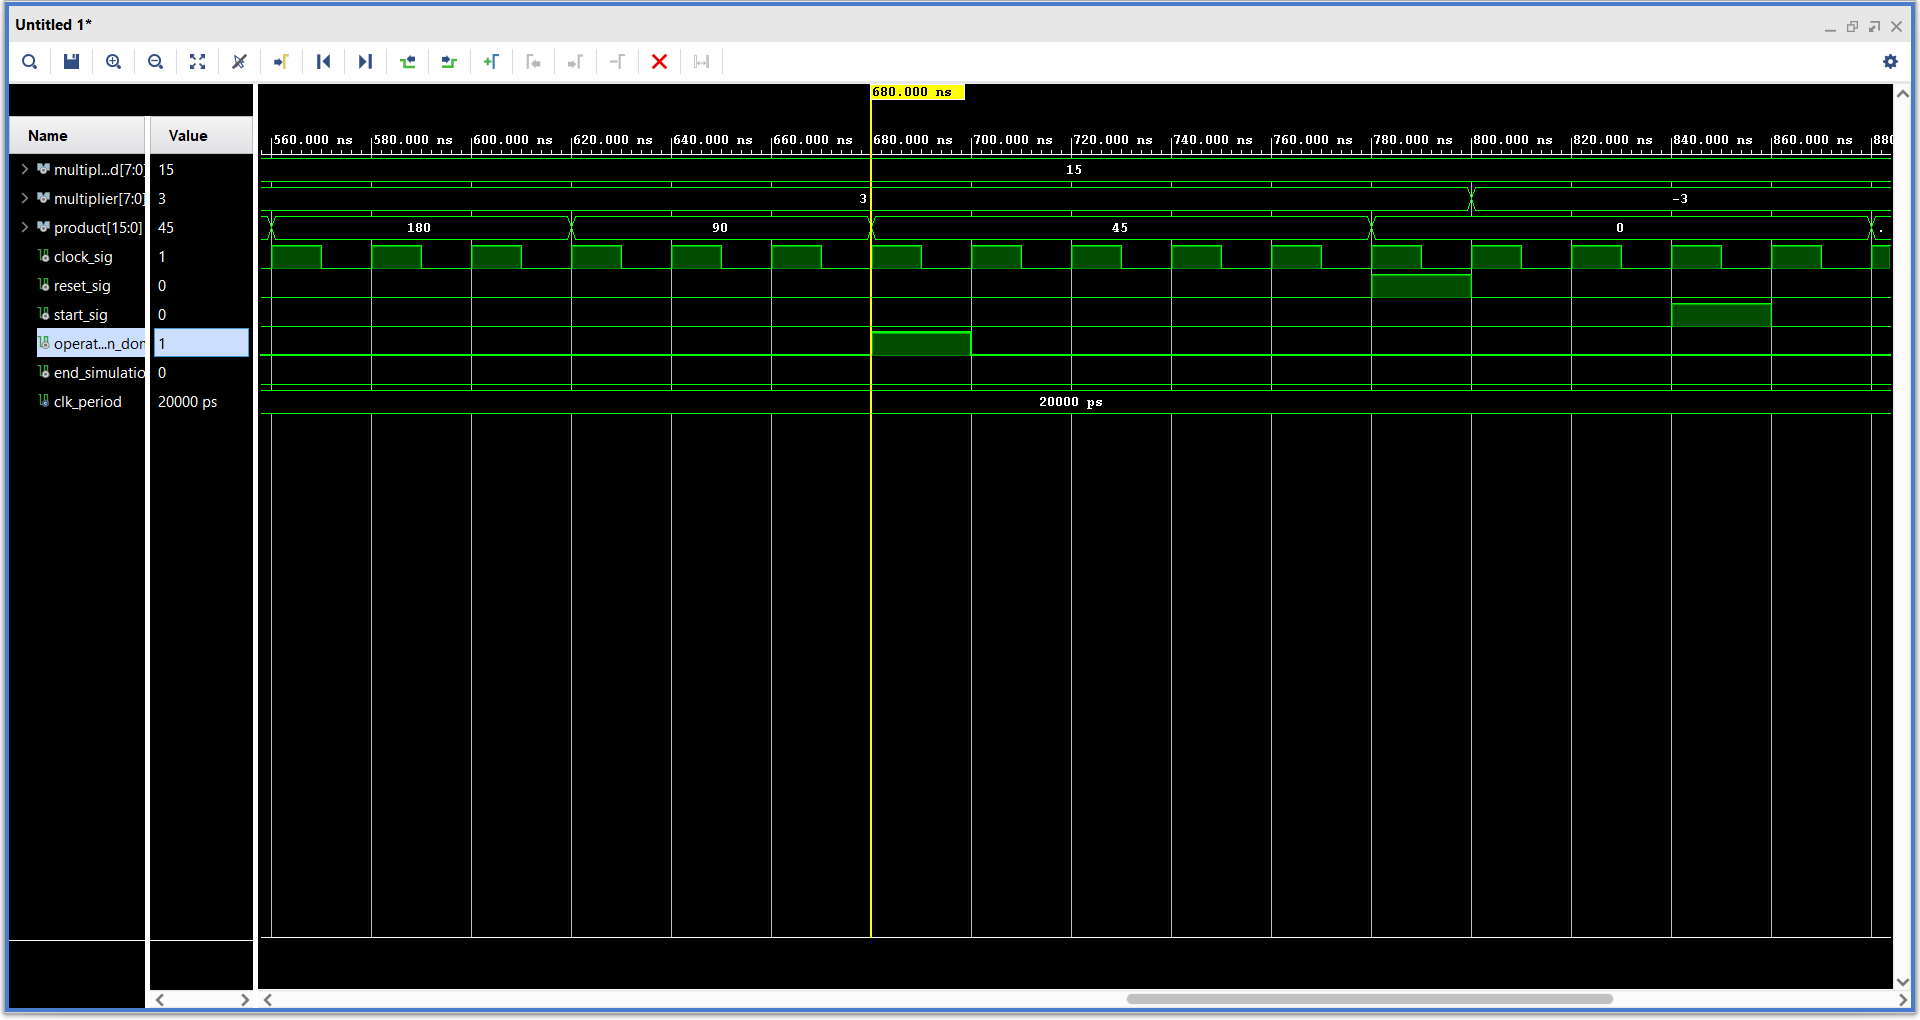 Untitled 1*
680.000 ns
Name Value
560.000 ns 580.000 ns 600.000 ns 620.000 ns 640.000 ns 660.000 ns 680.000 ns 700.000 ns 720.000 ns 740.000 ns 760.000 ns 780.000 ns 800.000 ns 820.000 ns 840.000 ns 860.000 ns 880
multipl...d[7:0] 15 15
multiplier[7:0] 3 3 -3
product[15:0] 45 180 90 45 0 .
clock_sig 1
reset_sig 0
start_sig 0
operat...n_don 1
end_simulatio 0
clk_period 20000 ps 20000 ps